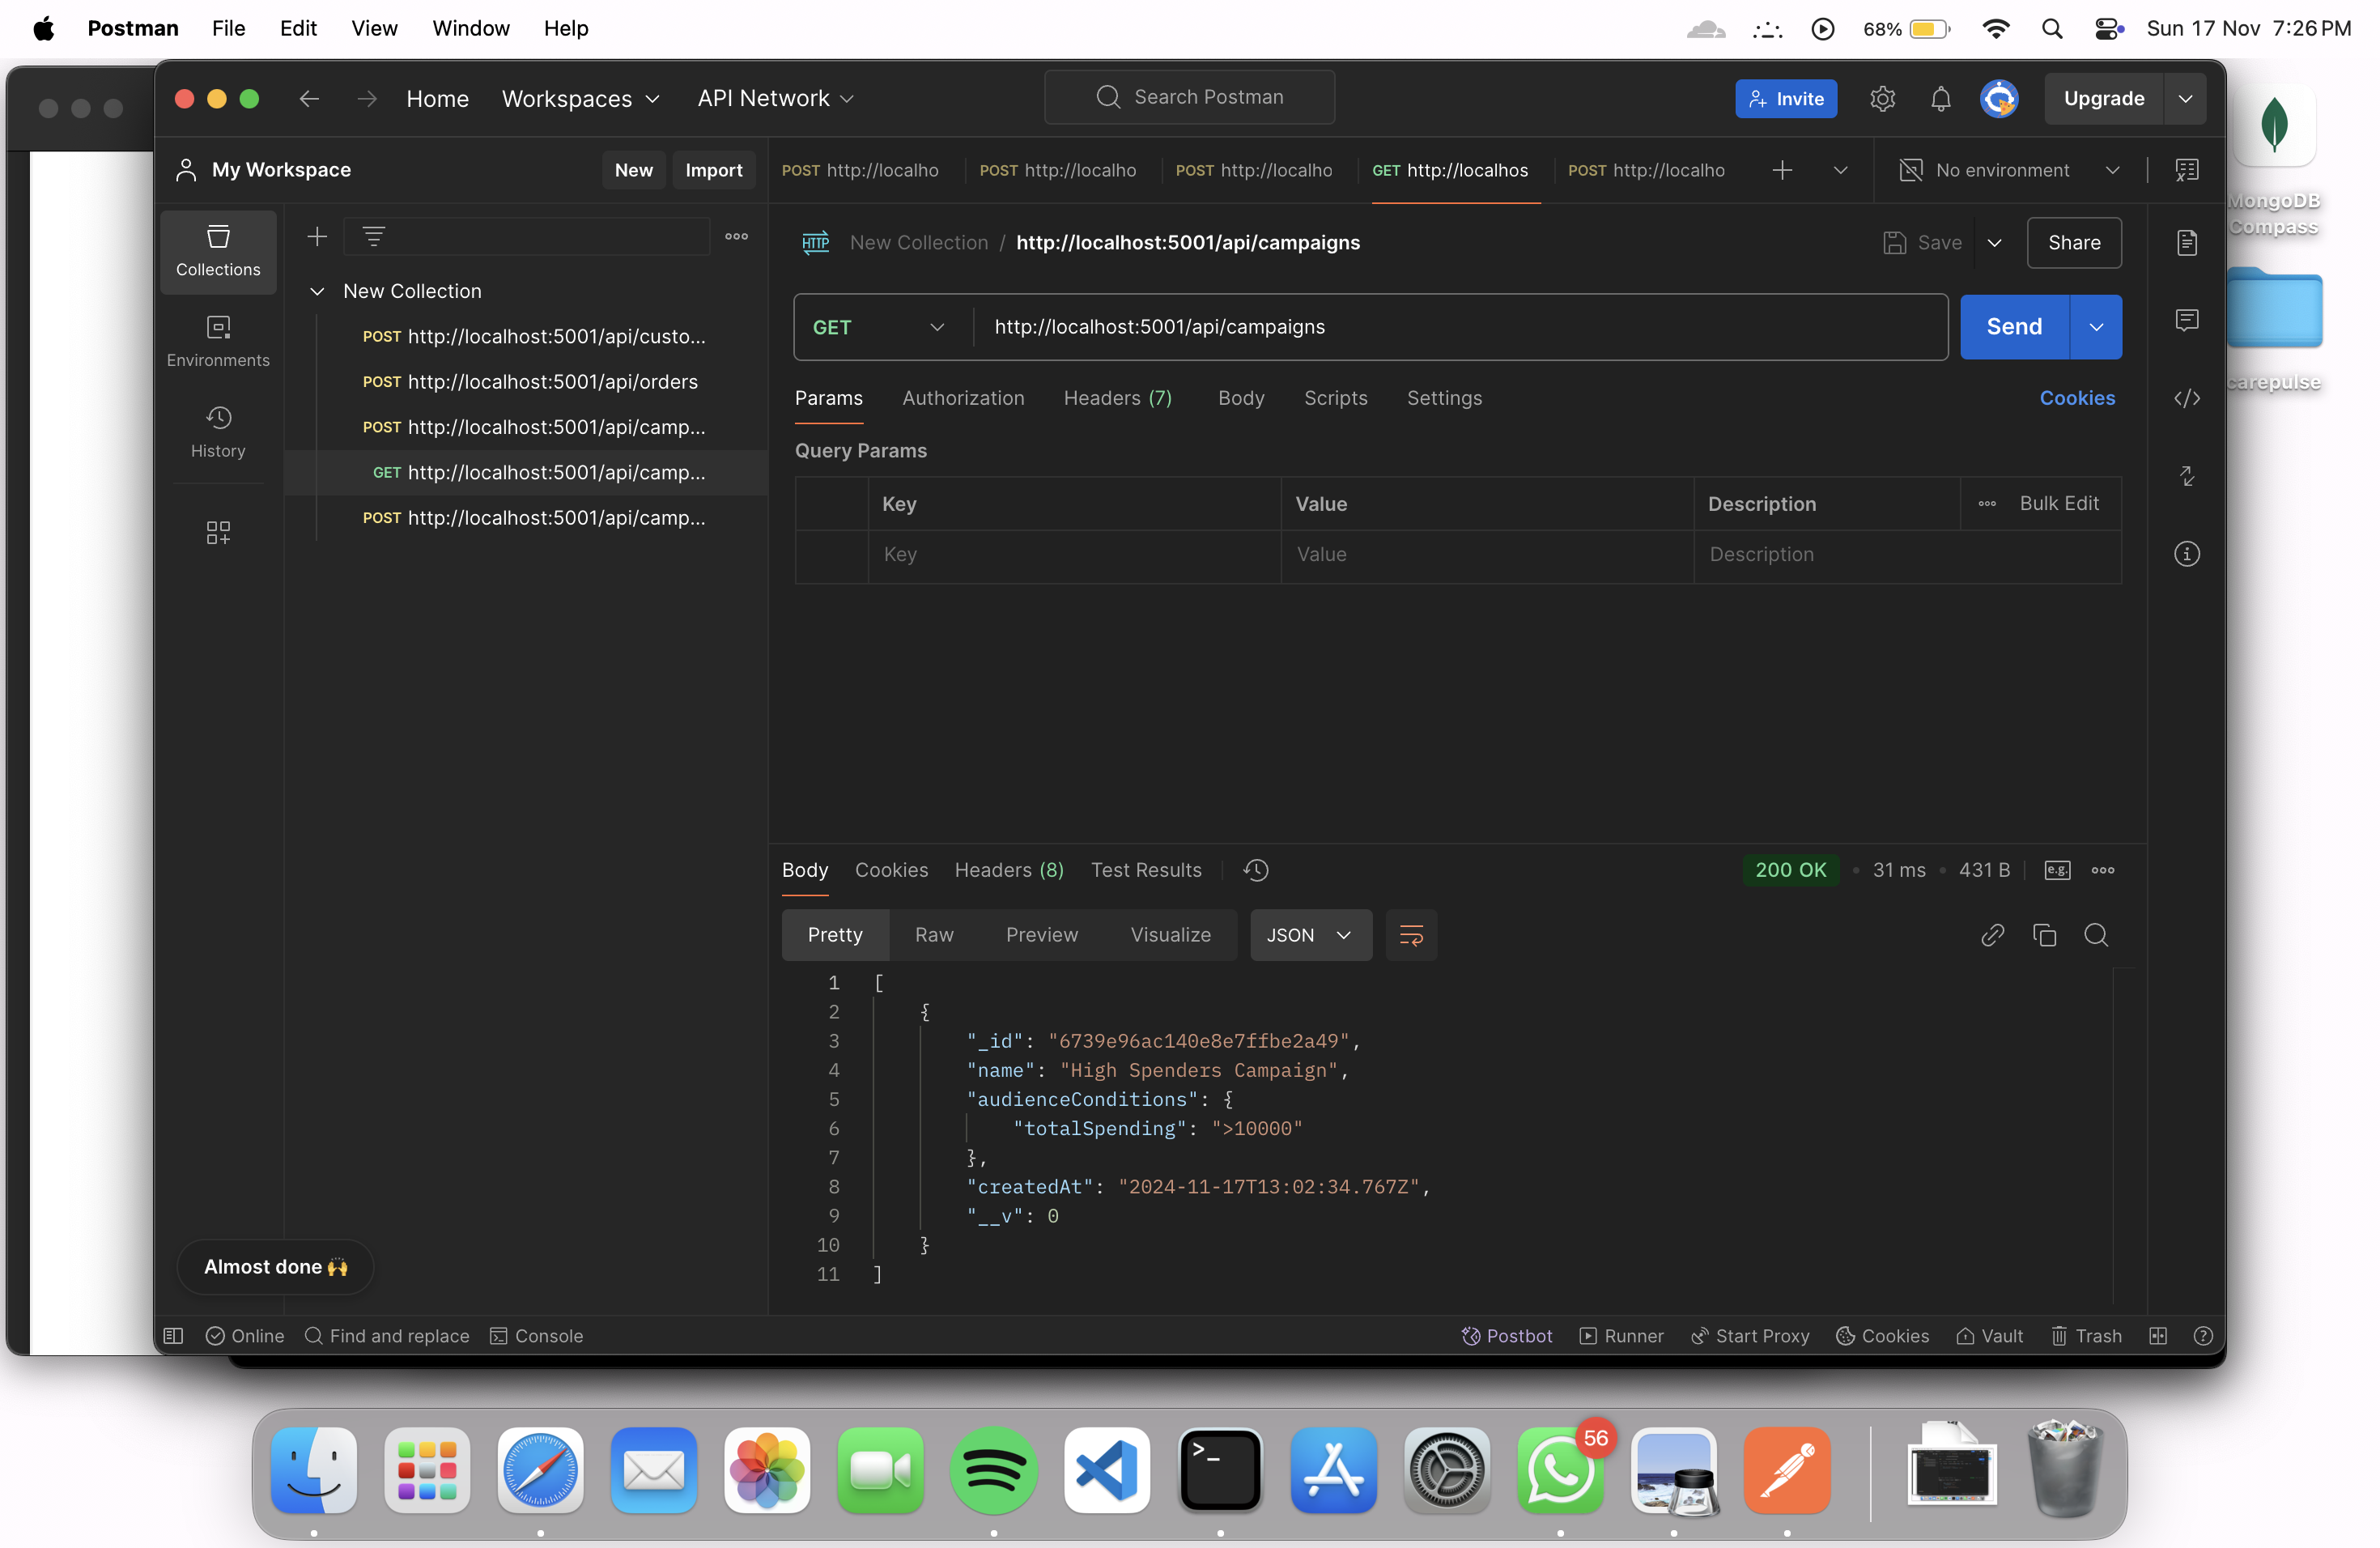 Postman File Edit View Window Help 68% Sun 17 Nov 7:26 PM
Home Workspaces API Network Search Postman Invite Upgrade
My Workspace New Import POST http://localho POST http://localho POST http://localho GET http://localhos POST http://localho No environment
Collections
Environments
History
New Collection
POST http://localhost:5001/api/custo...
POST http://localhost:5001/api/orders
POST http://localhost:5001/api/camp...
GET http://localhost:5001/api/camp...
POST http://localhost:5001/api/camp...
HTTP New Collection / http://localhost:5001/api/campaigns Save Share
GET http://localhost:5001/api/campaigns Send
Params Authorization Headers (7) Body Scripts Settings Cookies
Query Params
Key Value Description Bulk Edit
Key Value Description
Body Cookies Headers (8) Test Results 200 OK 31 ms 431 B e.g.
Pretty Raw Preview Visualize JSON
1 [
2 {
3 "_id": "6739e96ac140e8e7ffbe2a49",
4 "name": "High Spenders Campaign",
5 "audienceConditions": {
6 "totalSpending": ">10000"
7 },
8 "createdAt": "2024-11-17T13:02:34.767Z",
9 "__v": 0
10 }
11 ]
Almost done 🙌
Online Find and replace Console Postbot Runner Start Proxy Cookies Vault Trash
MongoDB
Compass
carepulse
56